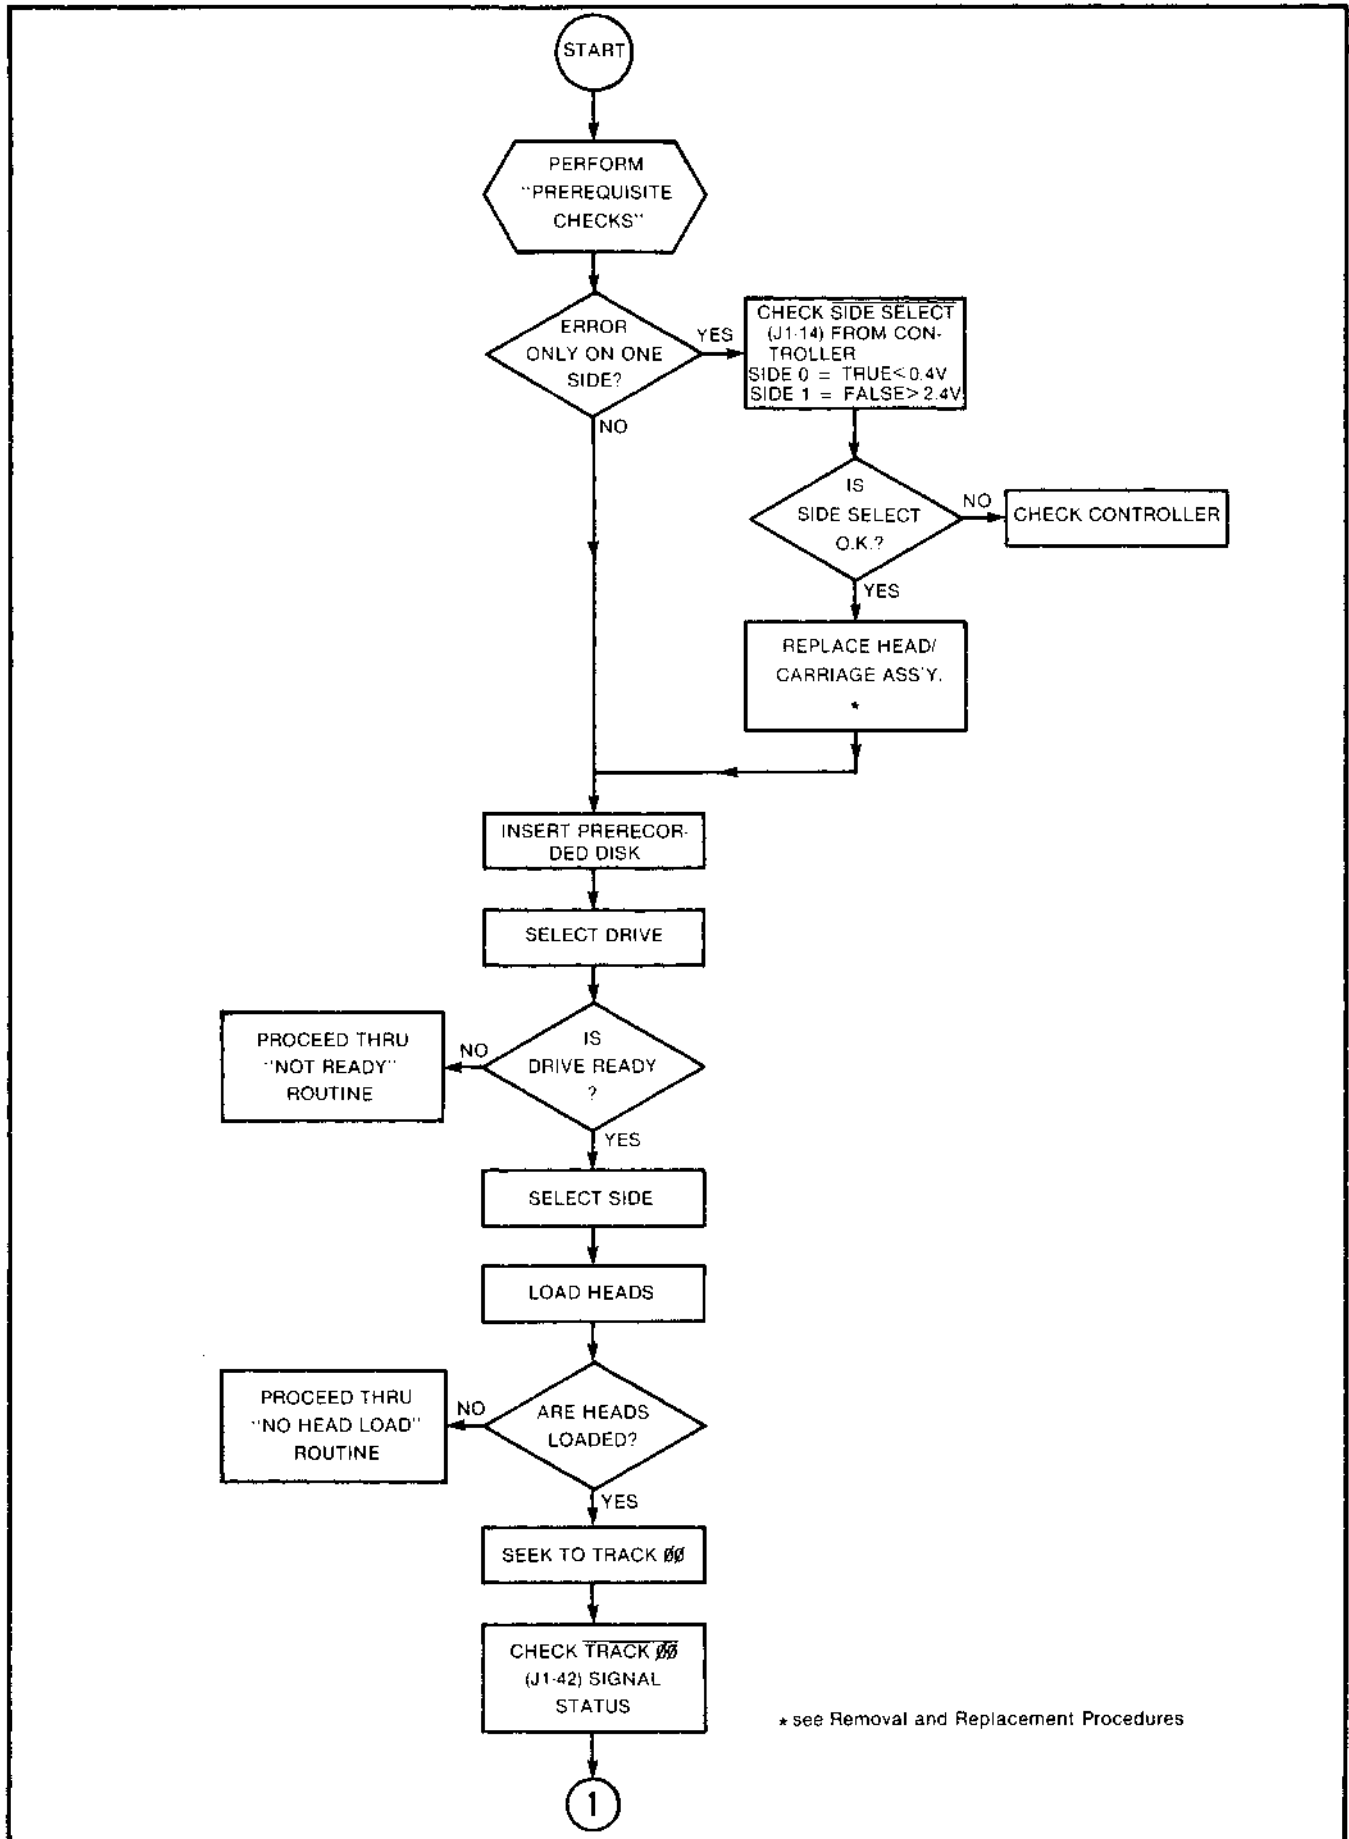 START
PERFORM
"PREREQUISITE
CHECKS"
ERROR
ONLY ON ONE
SIDE?
YES
NO
CHECK SIDE SELECT
(J1-14) FROM CON-
TROLLER
SIDE 0 = TRUE<0.4V
SIDE 1 = FALSE>2.4V
IS
SIDE SELECT
O.K.?
NO
CHECK CONTROLLER
YES
REPLACE HEAD/
CARRIAGE ASS'Y.
*
INSERT PRERECOR-
DED DISK
SELECT DRIVE
IS
DRIVE READY
?
NO
PROCEED THRU
"NOT READY"
ROUTINE
YES
SELECT SIDE
LOAD HEADS
ARE HEADS
LOADED?
NO
PROCEED THRU
"NO HEAD LOAD"
ROUTINE
YES
SEEK TO TRACK ØØ
CHECK TRACK ØØ
(J1-42) SIGNAL
STATUS
* see Removal and Replacement Procedures
1